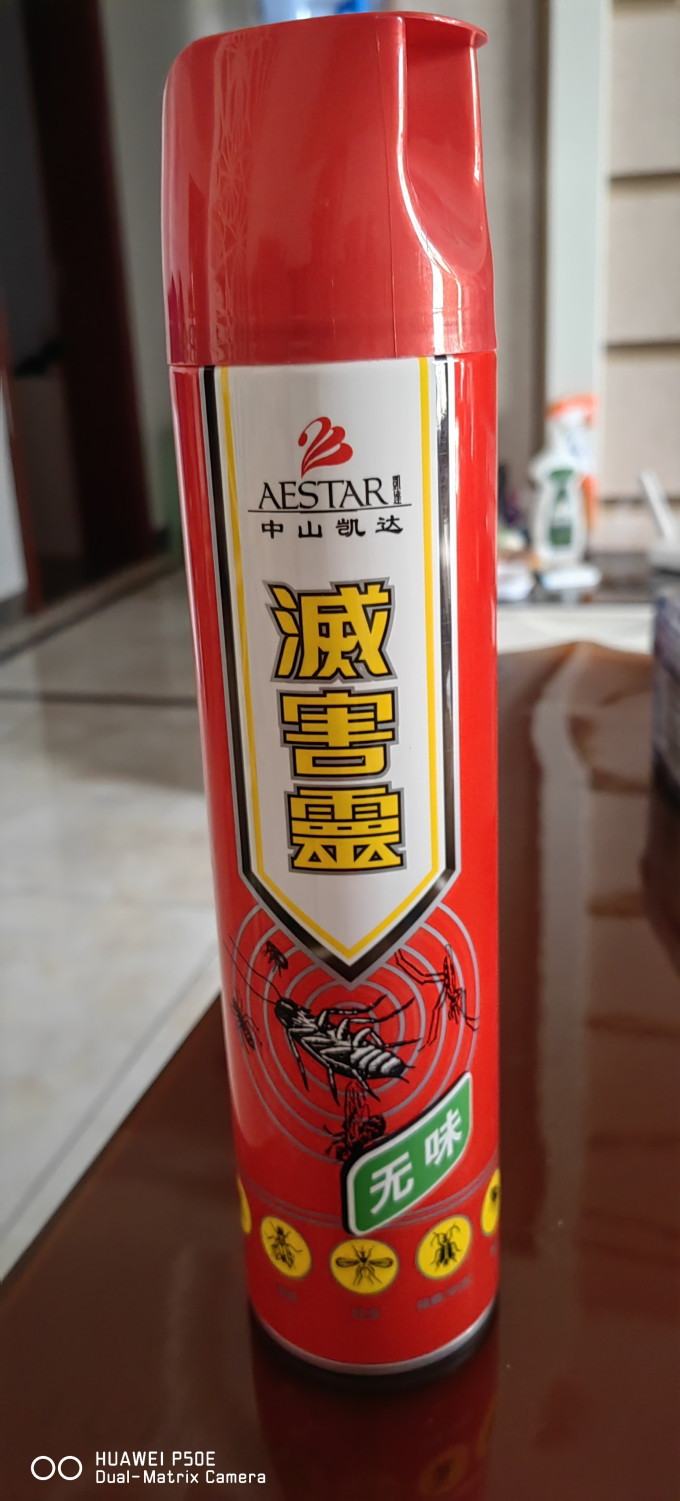 AESTAR 凯达
中山凯达
滅
害
靈
无味
HUAWEI P50E
Dual-Matrix Camera